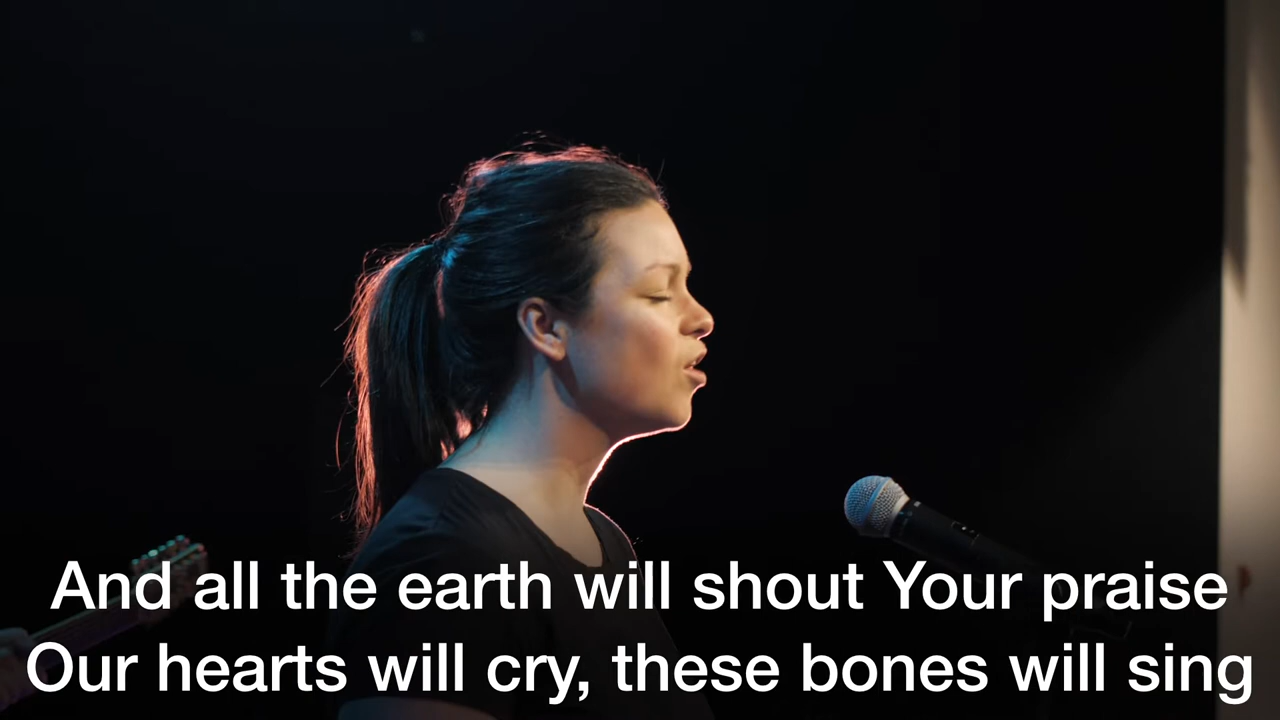 And all the earth will shout Your praise
Our hearts will cry, these bones will sing